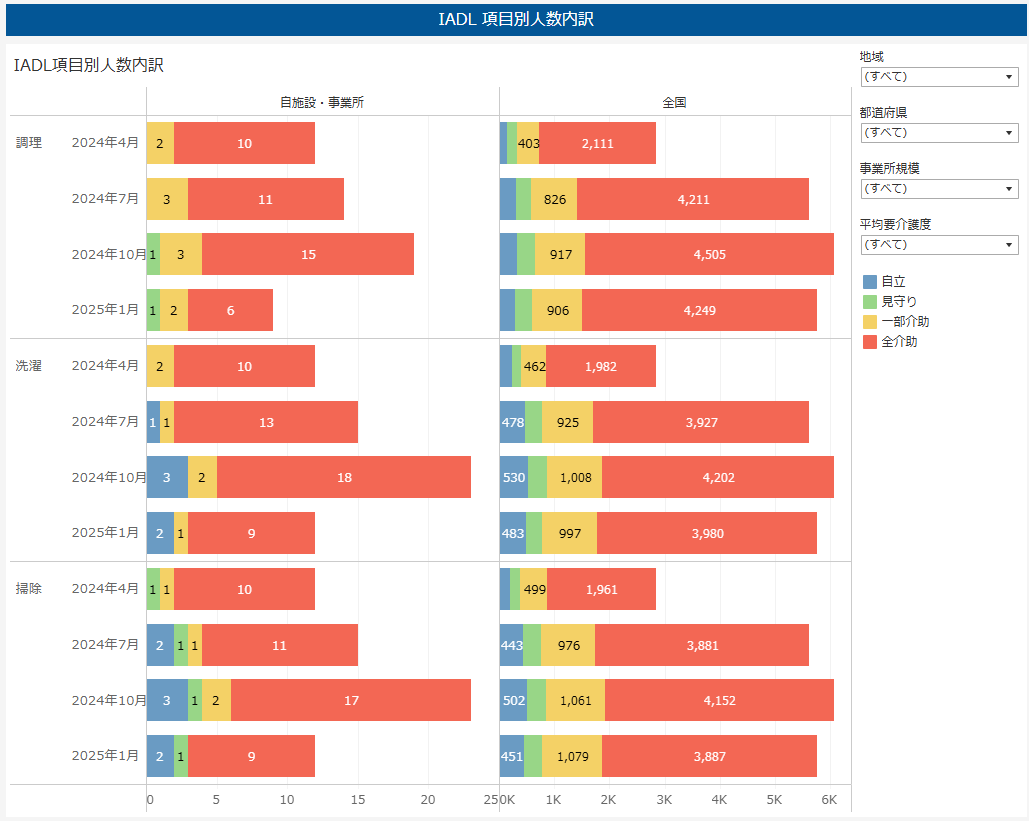 IADL 項目別人数内訳
IADL項目別人数内訳
自施設・事業所 全国
調理 2024年4月 2 10 403 2,111
2024年7月 3 11 826 4,211
2024年10月 1 3 15 917 4,505
2025年1月 1 2 6 906 4,249
洗濯 2024年4月 2 10 462 1,982
2024年7月 1 1 13 478 925 3,927
2024年10月 3 2 18 530 1,008 4,202
2025年1月 2 1 9 483 997 3,980
掃除 2024年4月 1 1 10 499 1,961
2024年7月 2 1 1 11 443 976 3,881
2024年10月 3 1 2 17 502 1,061 4,152
2025年1月 2 1 9 451 1,079 3,887
0 5 10 15 20 25 0K 1K 2K 3K 4K 5K 6K
地域
(すべて)
都道府県
(すべて)
事業所規模
(すべて)
平均要介護度
(すべて)
自立
見守り
一部介助
全介助